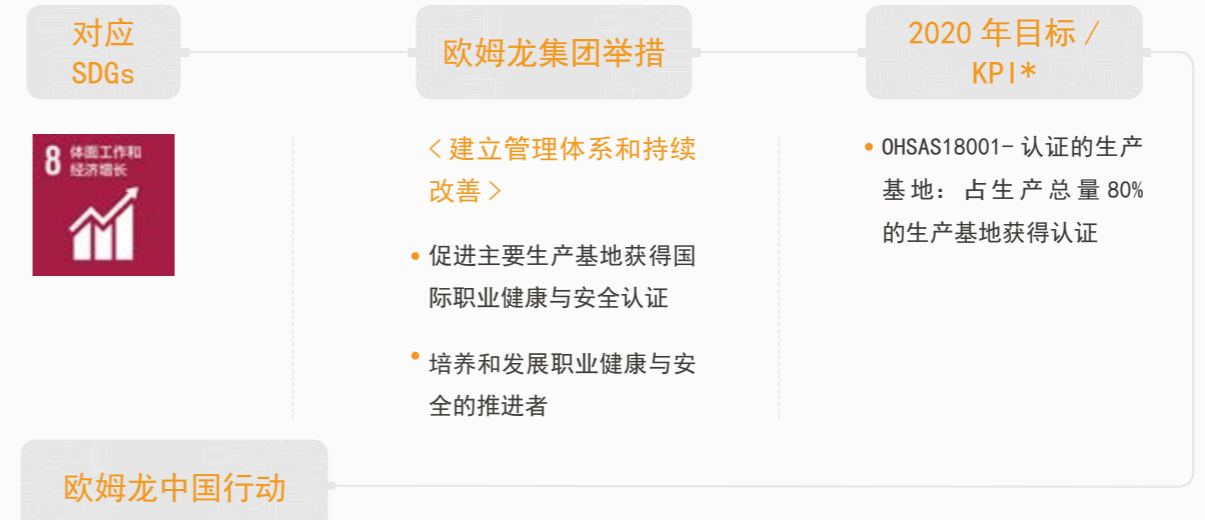 对应
SDGs
欧姆龙集团举措
2020 年目标 /
KPI*
8 体面工作和
经济增长
<建立管理体系和持续
改善>
• 促进主要生产基地获得国
际职业健康与安全认证
• 培养和发展职业健康与安
全的推进者
• OHSAS18001- 认证的生产
基地：占生产总量 80%
的生产基地获得认证
欧姆龙中国行动